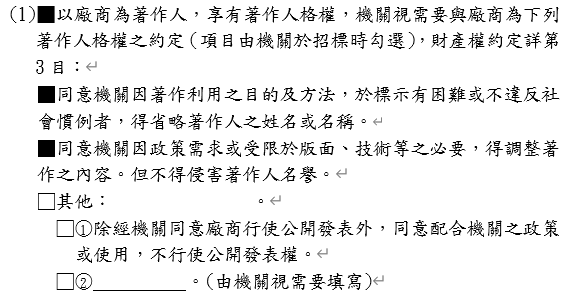 (1)■以廠商為著作人，享有著作人格權，機關視需要與廠商為下列
著作人格權之約定（項目由機關於招標時勾選），財產權約定詳第
3目：↵
■同意機關因著作利用之目的及方法，於標示有困難或不違反社
會慣例者，得省略著作人之姓名或名稱。↵
■同意機關因政策需求或受限於版面、技術等之必要，得調整著
作之內容。但不得侵害著作人名譽。↵
□其他：　　　　　　　　。↵
□①除經機關同意廠商行使公開發表外，同意配合機關之政策
或使用，不行使公開發表權。↵
□②__________。(由機關視需要填寫)↵